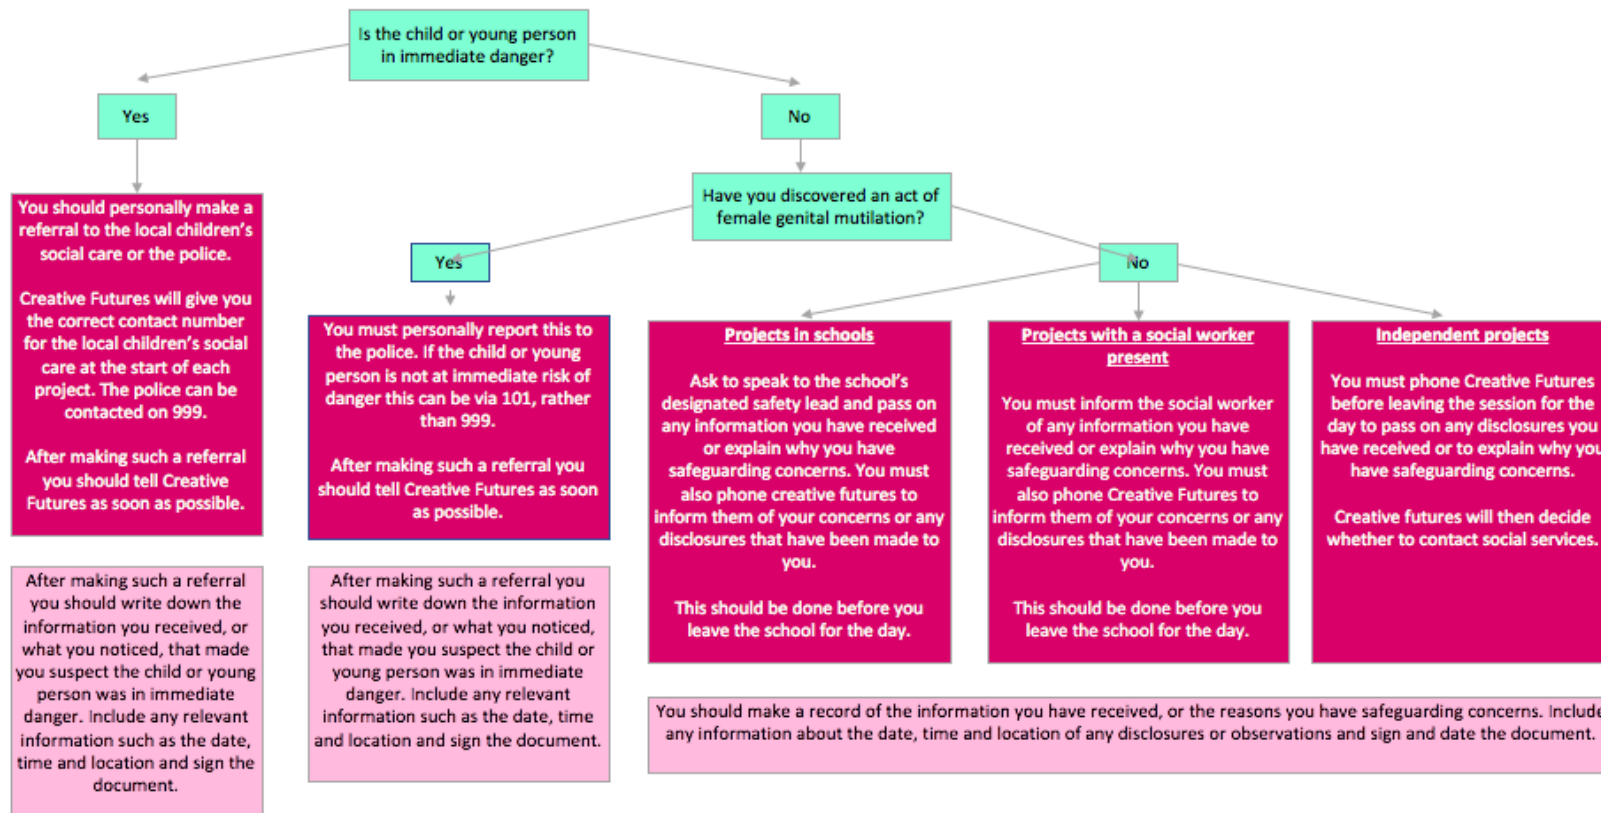 Is the child or young person
in immediate danger?
Yes
No
Have you discovered an act of
female genital mutilation?
Yes
No
You should personally make a
referral to the local children's
social care or the police.
Creative Futures will give you
the correct contact number
for the local children's social
care at the start of each
project. The police can be
contacted on 999.
After making such a referral
you should tell Creative
Futures as soon as possible.
You must personally report this to
the police. If the child or young
person is not at immediate risk of
danger this can be via 101, rather
than 999.
After making such a referral you
should tell Creative Futures as soon
as possible.
Projects in schools
Ask to speak to the school's
designated safety lead and pass on
any information you have received
or explain why you have
safeguarding concerns. You must
also phone creative futures to
inform them of your concerns or any
disclosures that have been made to
you.
This should be done before you
leave the school for the day.
Projects with a social worker
present
You must inform the social worker
of any information you have
received or explain why you have
safeguarding concerns. You must
also phone Creative Futures to
inform them of your concerns or any
disclosures that have been made to
you.
This should be done before you
leave the school for the day.
Independent projects
You must phone Creative Futures
before leaving the session for the
day to pass on any disclosures you
have received or to explain why you
have safeguarding concerns.
Creative futures will then decide
whether to contact social services.
After making such a referral
you should write down the
information you received, or
what you noticed, that made
you suspect the child or young
person was in immediate
danger. Include any relevant
information such as the date,
time and location and sign the
document.
After making such a referral you
should write down the information
you received, or what you noticed,
that made you suspect the child or
young person was in immediate
danger. Include any relevant
information such as the date, time
and location and sign the document.
You should make a record of the information you have received, or the reasons you have safeguarding concerns. Include
any information about the date, time and location of any disclosures or observations and sign and date the document.